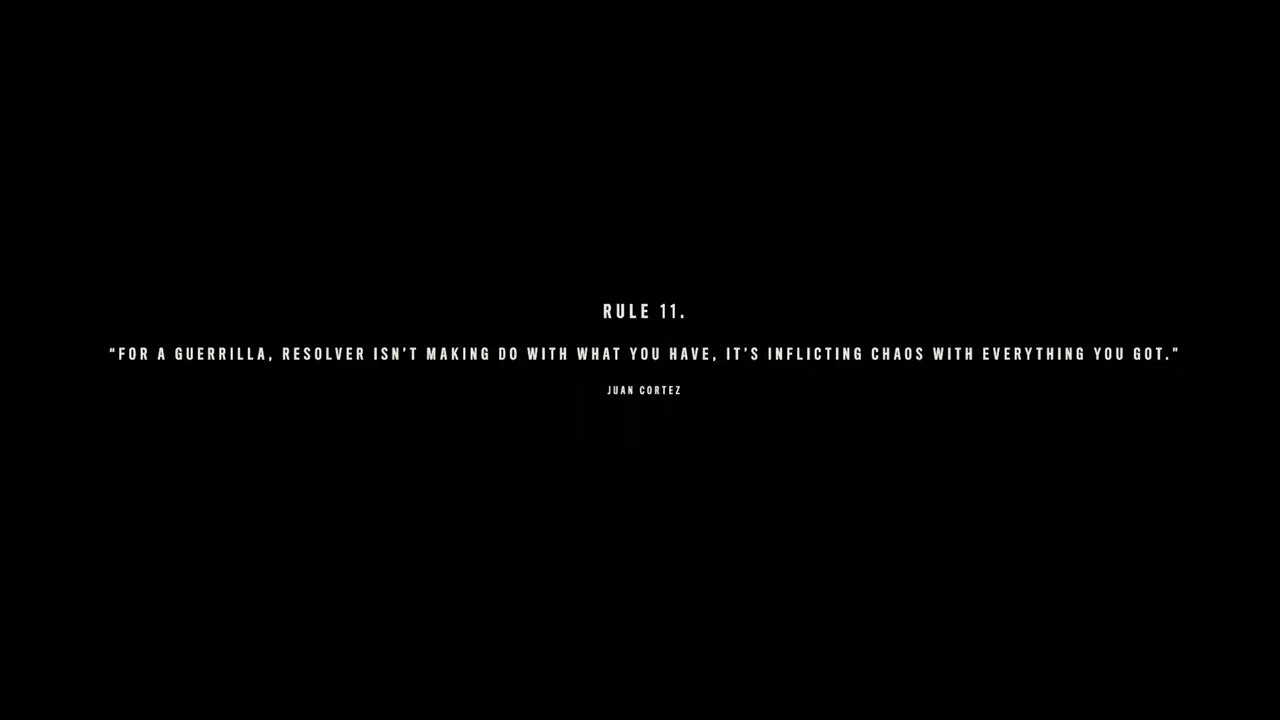 RULE 11.
“FOR A GUERRILLA, RESOLVER ISN’T MAKING DO WITH WHAT YOU HAVE, IT’S INFLICTING CHAOS WITH EVERYTHING YOU GOT.”
JUAN CORTEZ